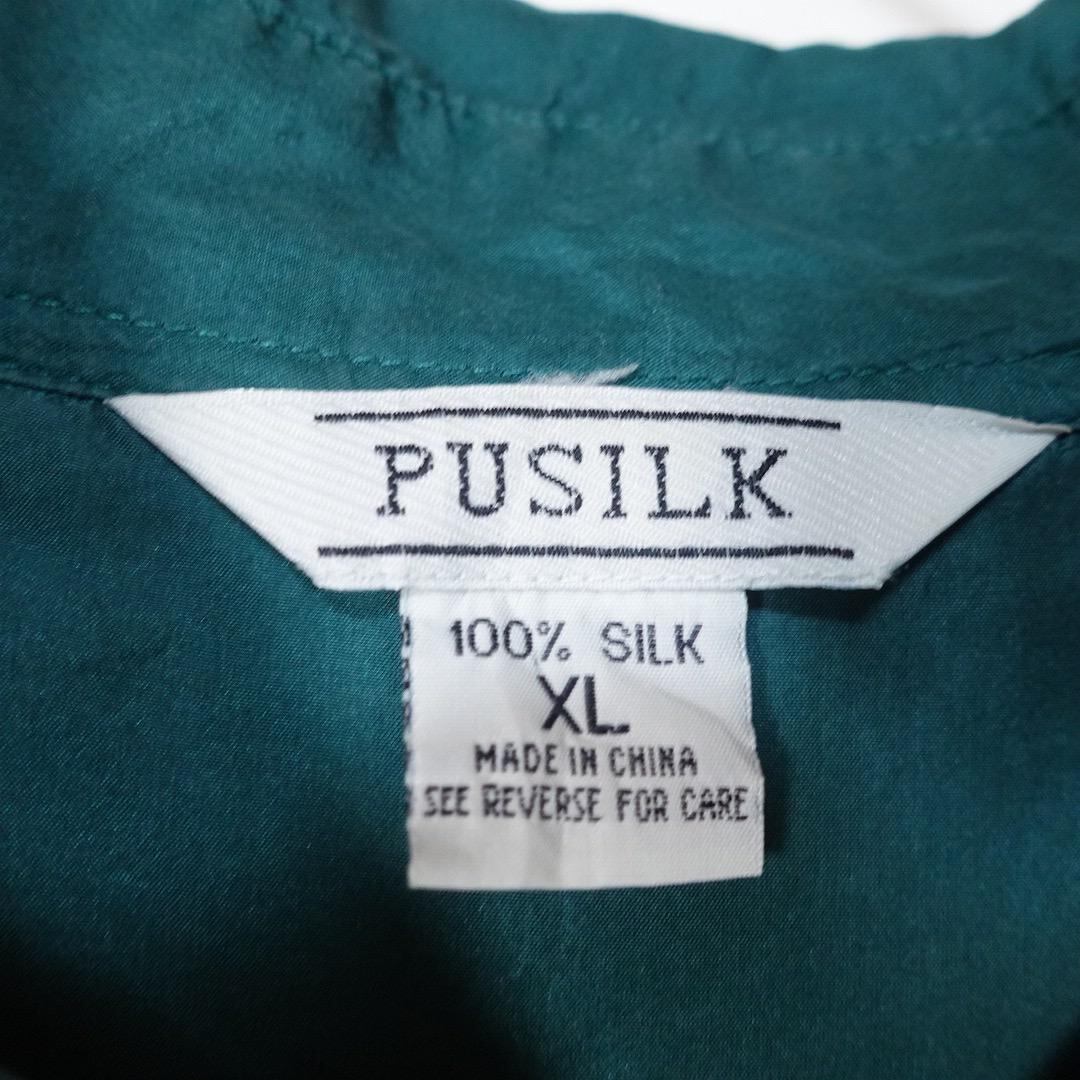 PUSILK
100% SILK
XL
MADE IN CHINA
SEE REVERSE FOR CARE